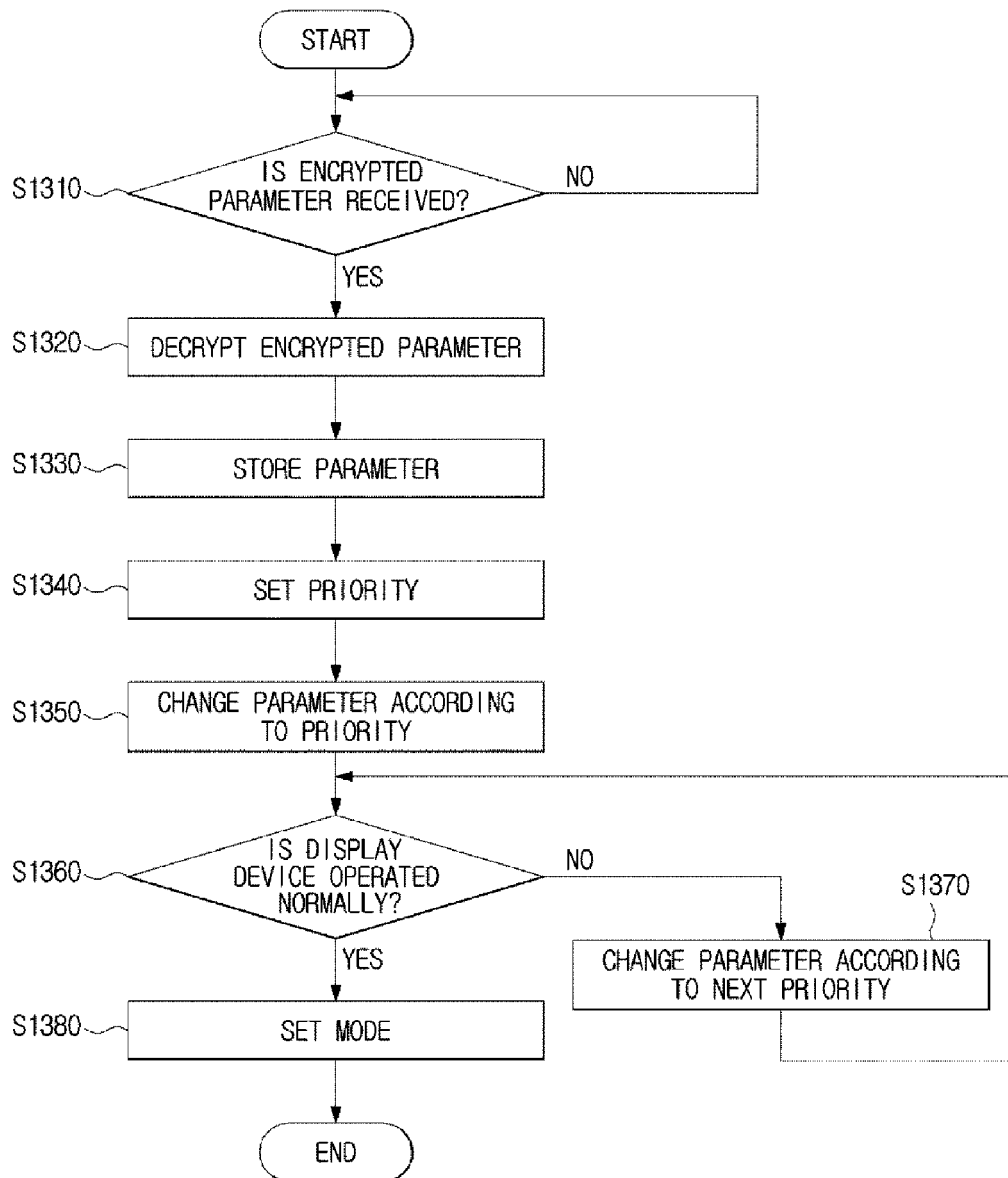 START
S1310
IS ENCRYPTED
PARAMETER RECEIVED?
NO
YES
S1320
DECRYPT ENCRYPTED PARAMETER
S1330
STORE PARAMETER
S1340
SET PRIORITY
S1350
CHANGE PARAMETER ACCORDING
TO PRIORITY
S1360
IS DISPLAY
DEVICE OPERATED
NORMALLY?
NO
S1370
CHANGE PARAMETER ACCORDING
TO NEXT PRIORITY
YES
S1380
SET MODE
END